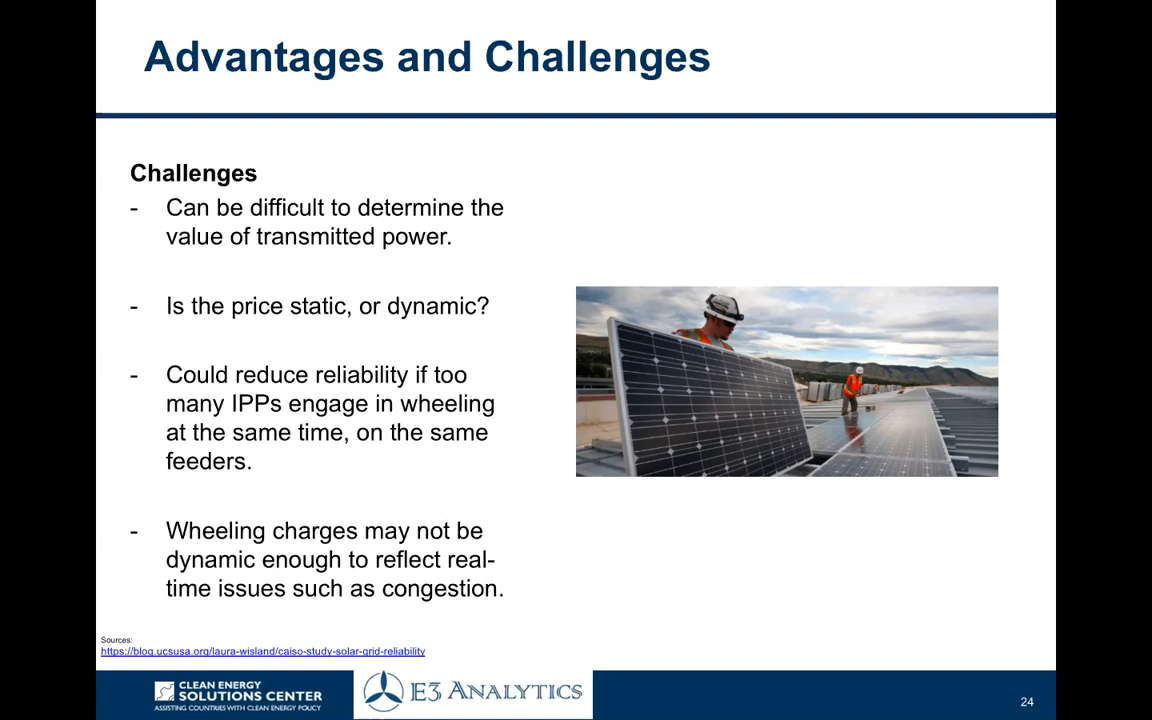 Advantages and Challenges
Challenges
- Can be difficult to determine the
value of transmitted power.
- Is the price static, or dynamic?
- Could reduce reliability if too
many IPPs engage in wheeling
at the same time, on the same
feeders.
- Wheeling charges may not be
dynamic enough to reflect real-
time issues such as congestion.
Sources:
https://blog.ucsusa.org/laura-wisland/caiso-study-solar-grid-reliability
CLEAN ENERGY
SOLUTIONS CENTER
ASSISTING COUNTRIES WITH CLEAN ENERGY POLICY
E3 ANALYTICS
24